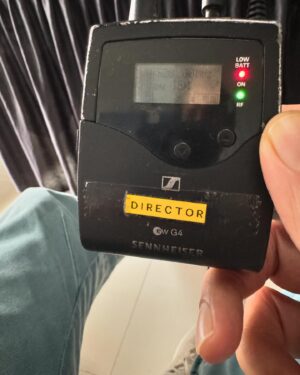 LOW
BATT
ON
RF
DIRECTOR
ew G4
SENNHEISER